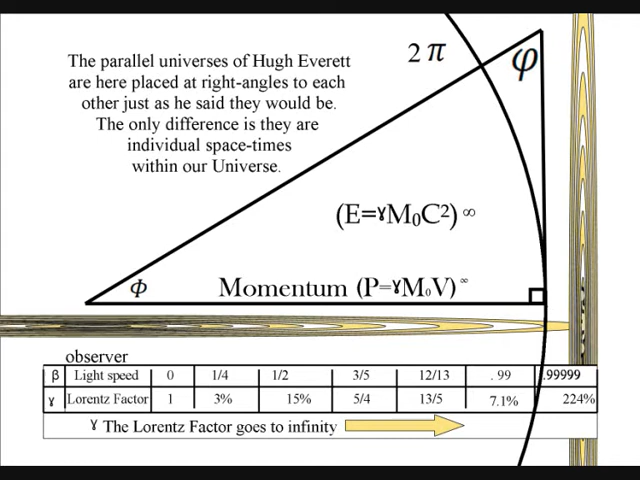 The parallel universes of Hugh Everett
are here placed at right-angles to each
other just as he said they would be.
The only difference is they are
individual space-times
within our Universe.
2 π
φ
(E=ɤM₀C²) ∞
Φ
Momentum (P=ɤM₀V) ∞
observer
β Light speed 0 1/4 1/2 3/5 12/13 . 99 .99999
ɤ Lorentz Factor 1 3% 15% 5/4 13/5 7.1% 224%
ɤ The Lorentz Factor goes to infinity